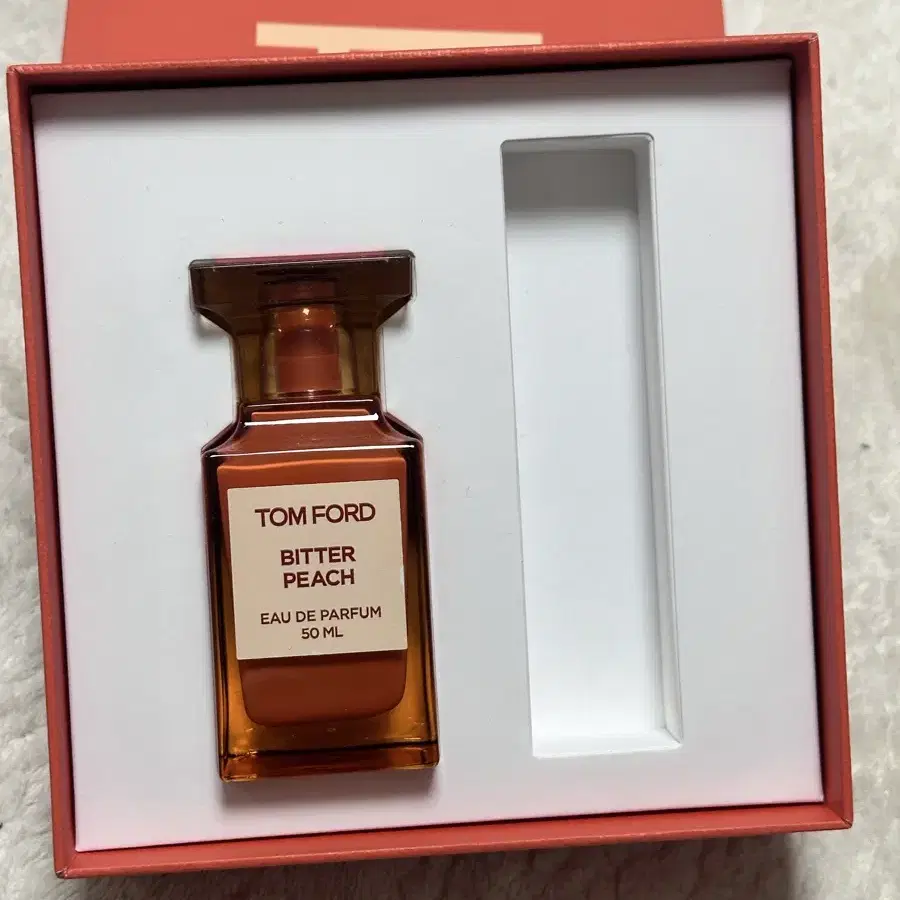 TOM FORD
BITTER
PEACH
EAU DE PARFUM
50 ML